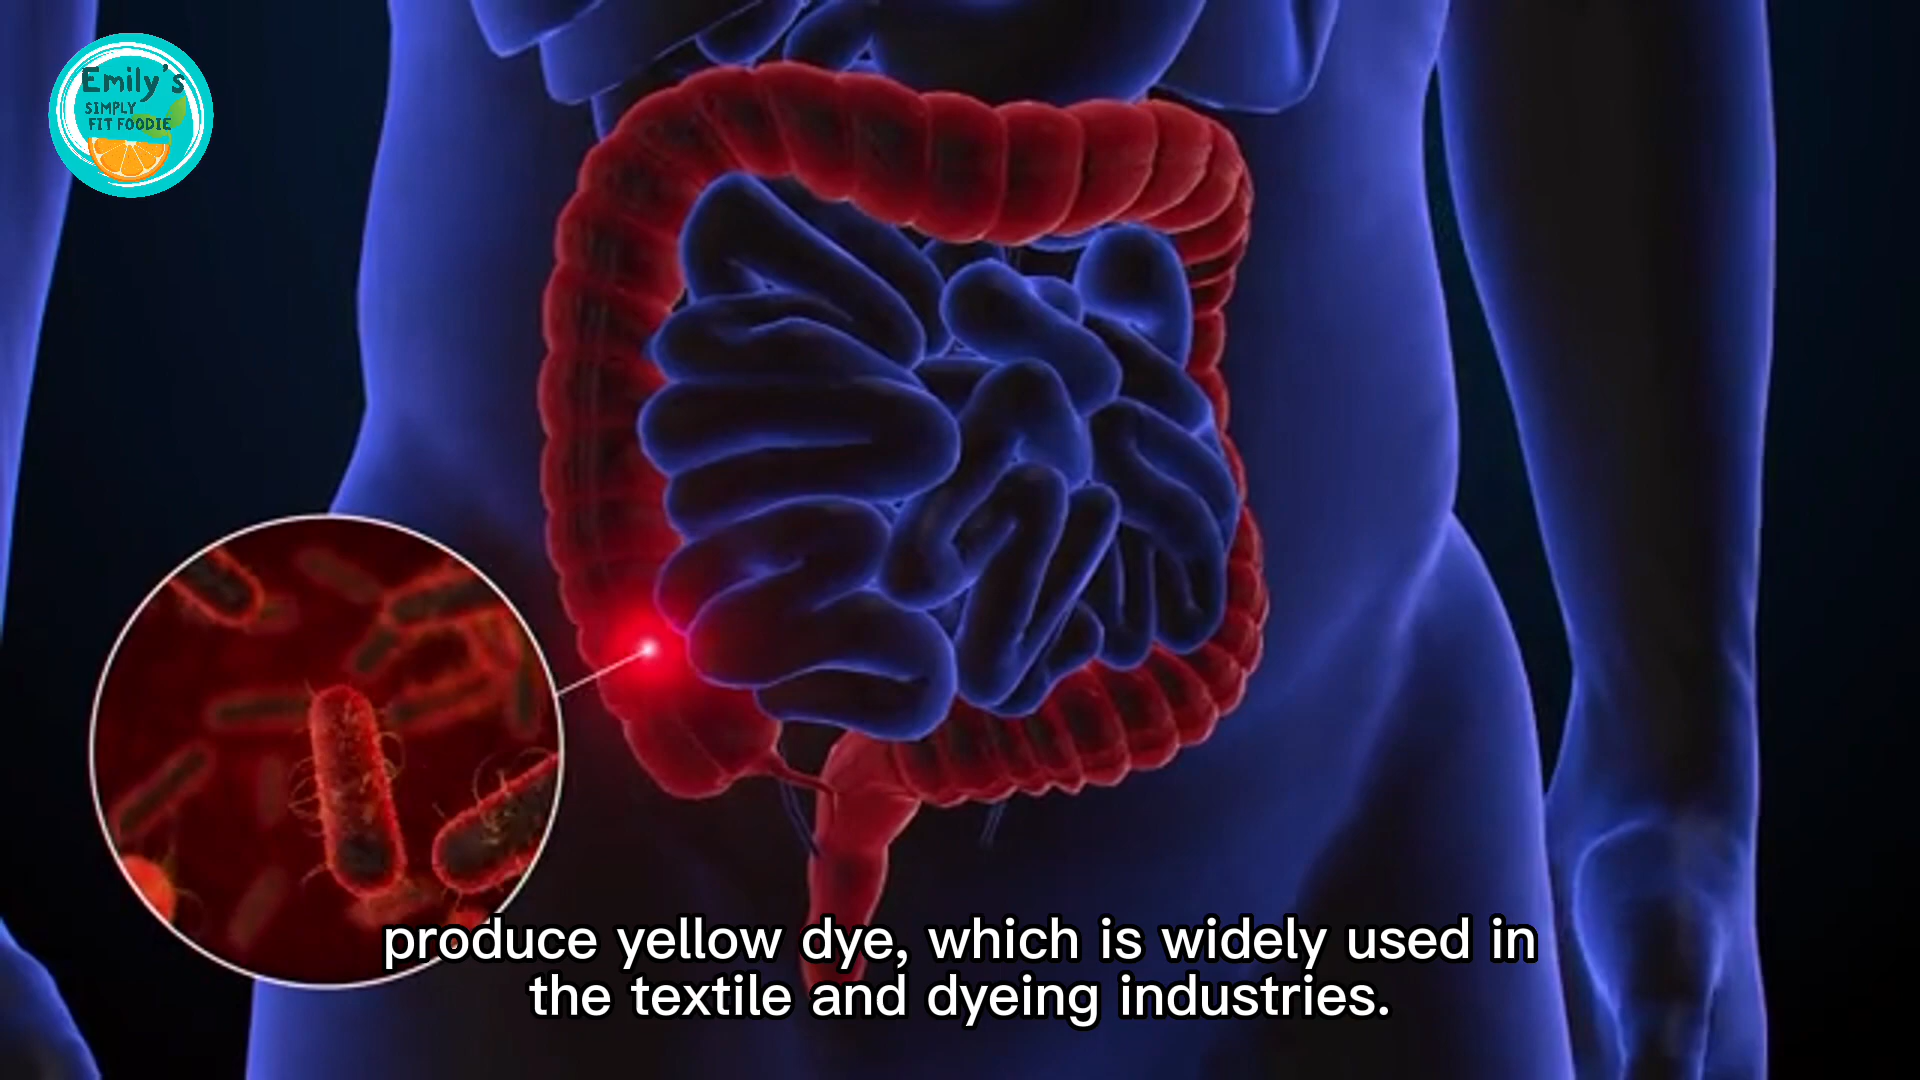 Emily's
SIMPLY
FIT FOODIE
produce yellow dye, which is widely used in
the textile and dyeing industries.